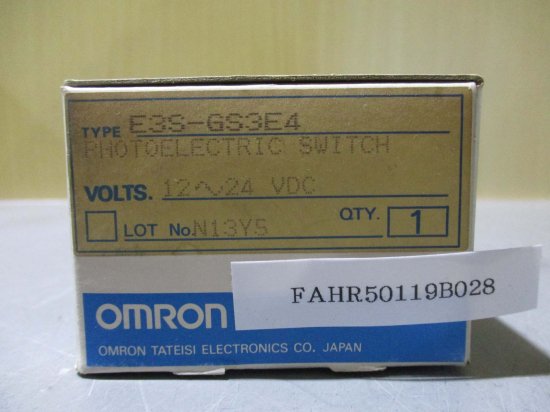 TYPE E3S-GS3E4
PHOTOELECTRIC SWITCH
VOLTS. 12~24 VDC
LOT No. N13Y5 QTY. 1
FAHR50119B028
OMRON
OMRON TATEISI ELECTRONICS CO. JAPAN